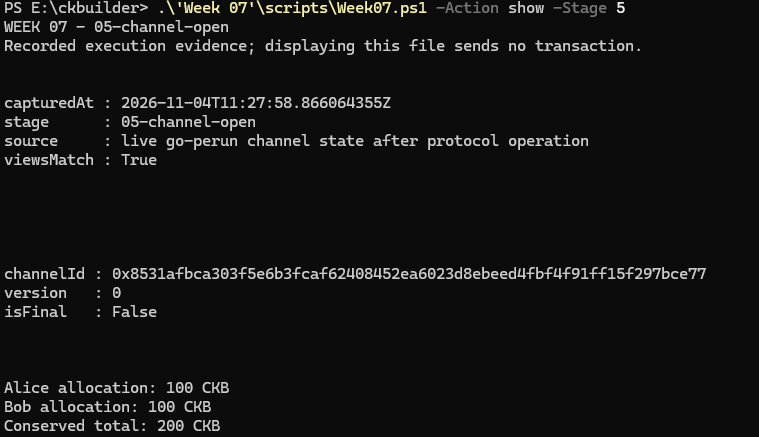 PS E:\ckbuilder> .\'Week 07'\scripts\Week07.ps1 -Action show -Stage 5
WEEK 07 - 05-channel-open
Recorded execution evidence; displaying this file sends no transaction.
capturedAt : 2026-11-04T11:27:58.866064355Z
stage      : 05-channel-open
source     : live go-perun channel state after protocol operation
viewsMatch : True
channelId : 0x8531afbca303f5e6b3fcaf62408452ea6023d8ebeed4fbf4f91ff15f297bce77
version   : 0
isFinal   : False
Alice allocation: 100 CKB
Bob allocation: 100 CKB
Conserved total: 200 CKB